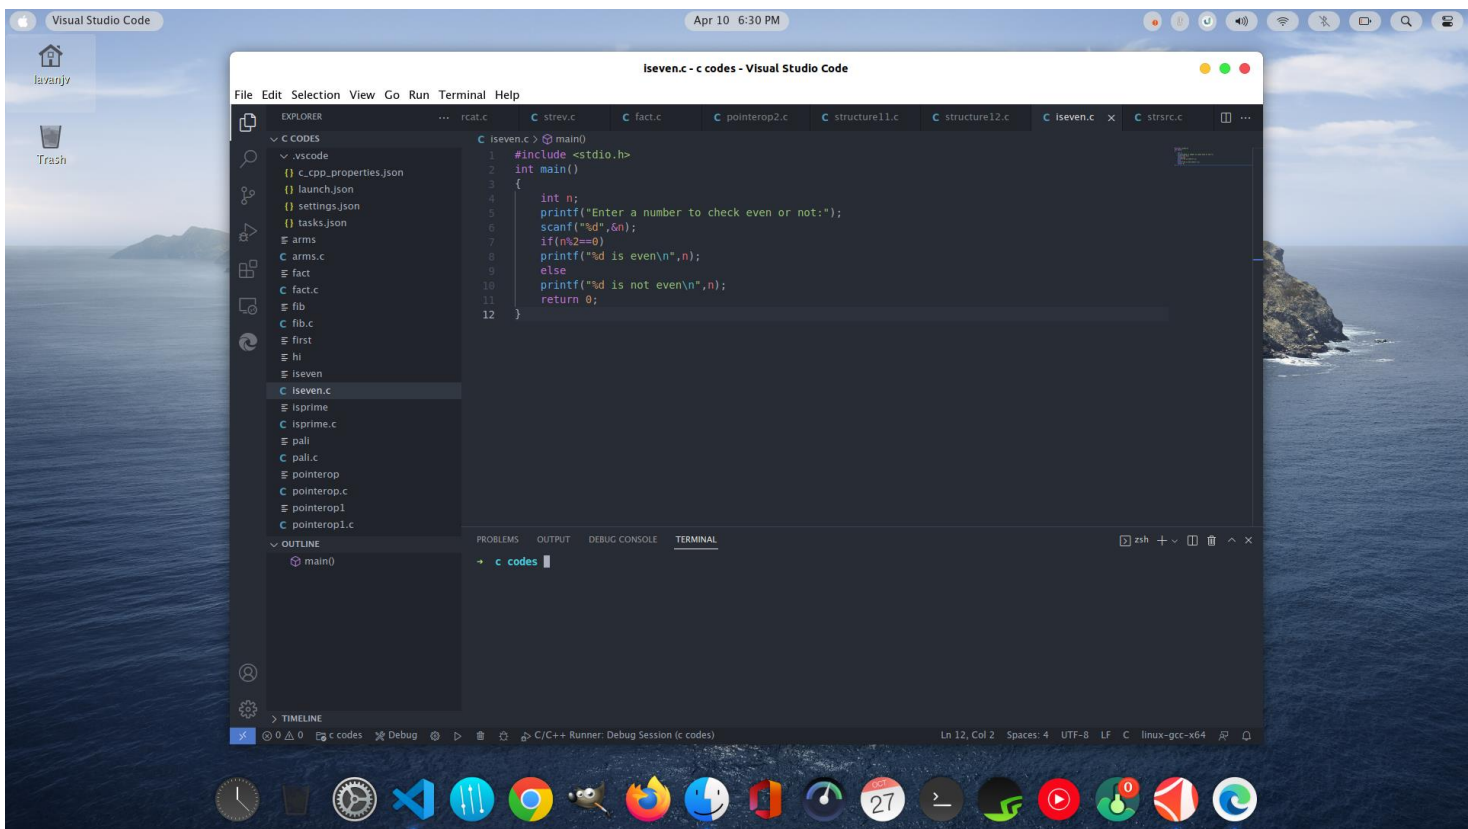 Visual Studio Code
Apr 10 6:30 PM
lavanjv
Trash
iseven.c - c codes - Visual Studio Code
File Edit Selection View Go Run Terminal Help
EXPLORER
rcat.c
C strev.c
C fact.c
C pointerop2.c
C structure11.c
C structure12.c
C iseven.c
C strsrc.c
C CODES
.vscode
{} c_cpp_properties.json
{} launch.json
{} settings.json
{} tasks.json
arms
C arms.c
fact
C fact.c
fib
C fib.c
first
hi
iseven
C iseven.c
isprime
C isprime.c
pali
C pali.c
pointerop
C pointerop.c
pointerop1
C pointerop1.c
OUTLINE
main()
TIMELINE
C iseven.c > main()
1 #include <stdio.h>
2 int main()
3 {
4 int n;
5 printf("Enter a number to check even or not:");
6 scanf("%d",&n);
7 if(n%2==0)
8 printf("%d is even\n",n);
9 else
10 printf("%d is not even\n",n);
11 return 0;
12 }
PROBLEMS OUTPUT DEBUG CONSOLE TERMINAL
zsh
→ c codes
0 0 c codes Debug C/C++ Runner: Debug Session (c codes)
Ln 12, Col 2 Spaces: 4 UTF-8 LF C linux-gcc-x64
OCT
27
0